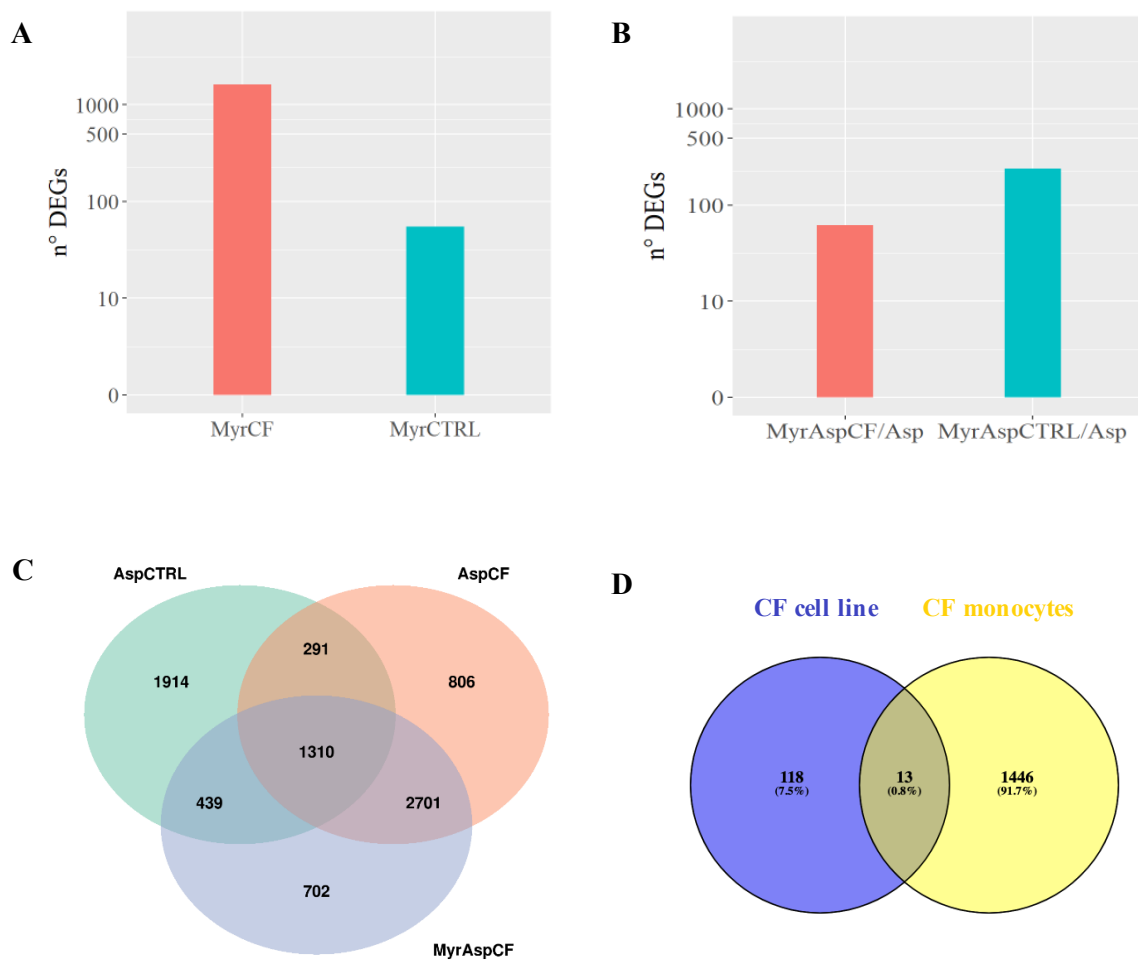 A
n° DEGs
1000
500
100
10
0
MyrCF
MyrCTRL
B
n° DEGs
1000
500
100
10
0
MyrAspCF/Asp
MyrAspCTRL/Asp
C
AspCTRL
AspCF
291
1914
806
1310
439
2701
702
MyrAspCF
D
CF cell line
CF monocytes
118
(7.5%)
13
(0.8%)
1446
(91.7%)